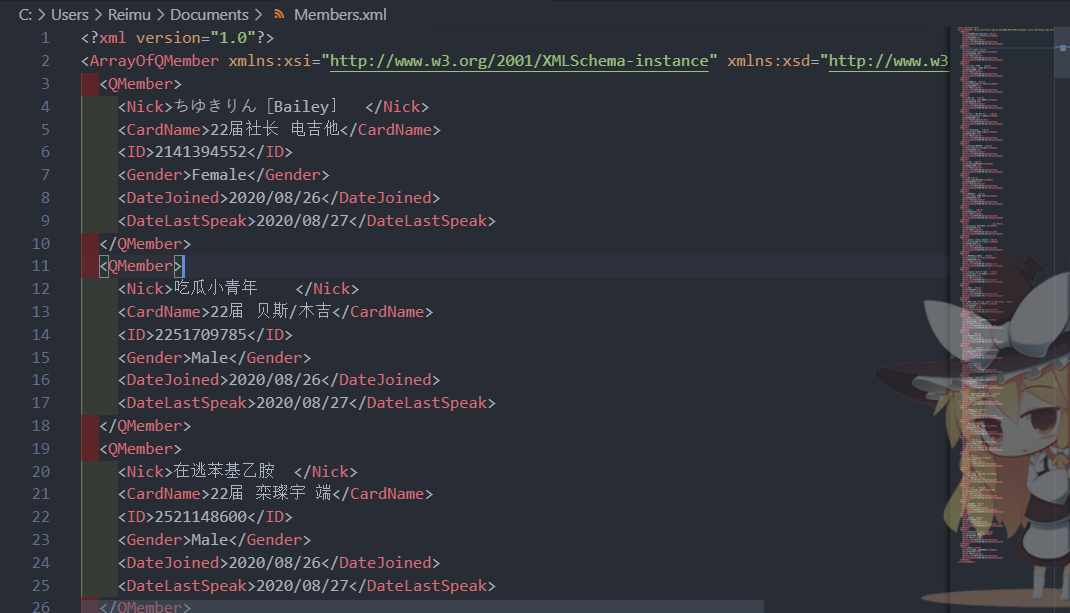 C: > Users > Reimu > Documents > Members.xml
1 <?xml version="1.0"?>
2 <ArrayOfQMember xmlns:xsi="http://www.w3.org/2001/XMLSchema-instance" xmlns:xsd="http://www.w3
3 <QMember>
4 <Nick>ちゆきりん［Bailey］ </Nick>
5 <CardName>22届社长 电吉他</CardName>
6 <ID>2141394552</ID>
7 <Gender>Female</Gender>
8 <DateJoined>2020/08/26</DateJoined>
9 <DateLastSpeak>2020/08/27</DateLastSpeak>
10 </QMember>
11 <QMember>
12 <Nick>吃瓜小青年 </Nick>
13 <CardName>22届 贝斯/木吉</CardName>
14 <ID>2251709785</ID>
15 <Gender>Male</Gender>
16 <DateJoined>2020/08/26</DateJoined>
17 <DateLastSpeak>2020/08/27</DateLastSpeak>
18 </QMember>
19 <QMember>
20 <Nick>在逃苯基乙胺 </Nick>
21 <CardName>22届 栾璨宇 端</CardName>
22 <ID>2521148600</ID>
23 <Gender>Male</Gender>
24 <DateJoined>2020/08/26</DateJoined>
25 <DateLastSpeak>2020/08/27</DateLastSpeak>
26 </QMember>